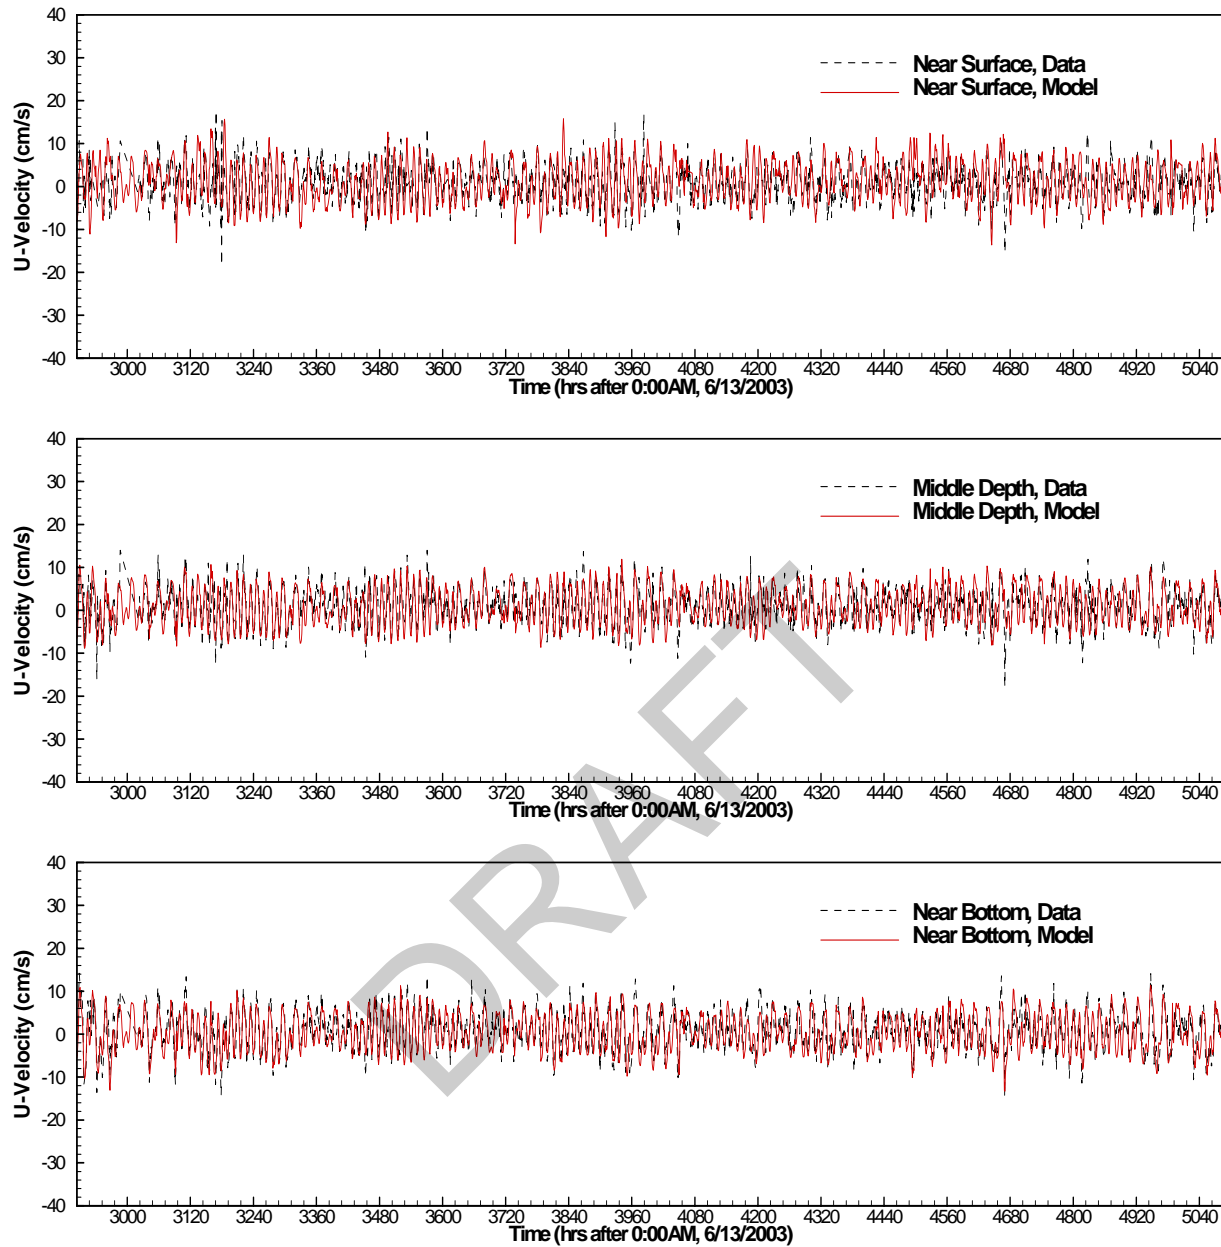 40
30
20
10
0
-10
-20
-30
-40
U-Velocity (cm/s)
Near Surface, Data
Near Surface, Model
3000 3120 3240 3360 3480 3600 3720 3840 3960 4080 4200 4320 4440 4560 4680 4800 4920 5040
Time (hrs after 0:00AM, 6/13/2003)
40
30
20
10
0
-10
-20
-30
-40
U-Velocity (cm/s)
Middle Depth, Data
Middle Depth, Model
3000 3120 3240 3360 3480 3600 3720 3840 3960 4080 4200 4320 4440 4560 4680 4800 4920 5040
Time (hrs after 0:00AM, 6/13/2003)
40
30
20
10
0
-10
-20
-30
-40
U-Velocity (cm/s)
Near Bottom, Data
Near Bottom, Model
3000 3120 3240 3360 3480 3600 3720 3840 3960 4080 4200 4320 4440 4560 4680 4800 4920 5040
Time (hrs after 0:00AM, 6/13/2003)
DRAFT